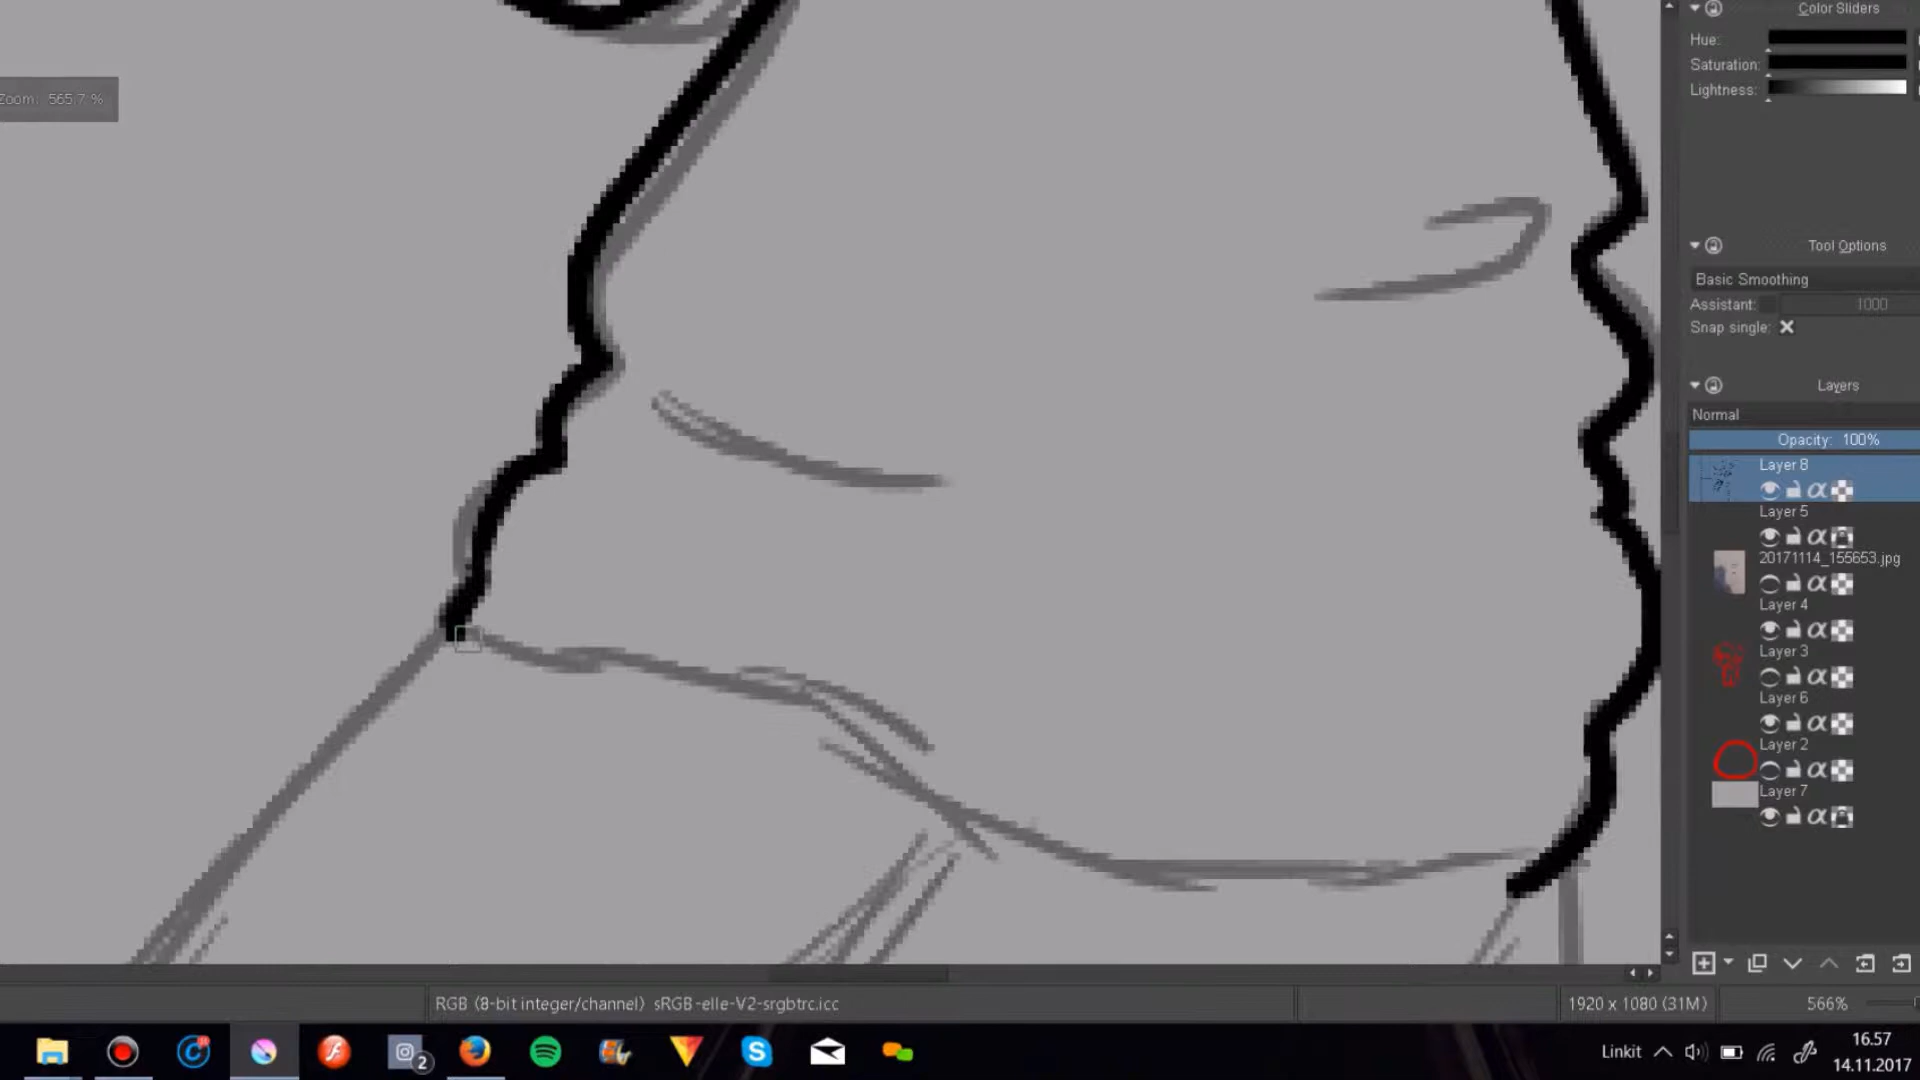 Color Sliders
Zoom: 565.7 %
Hue:
Saturation:
Lightness:
Tool Options
Basic Smoothing
Assistant: 1000
Snap single:
Layers
Normal
Opacity: 100%
Layer 8
Layer 5
20171114_155653.jpg
Layer 4
Layer 3
Layer 6
Layer 2
Layer 7
RGB (8-bit integer/channel) sRGB-elle-V2-srgbtrc.icc
1920 x 1080 (31M)
566%
2
Linkit
16.57
14.11.2017